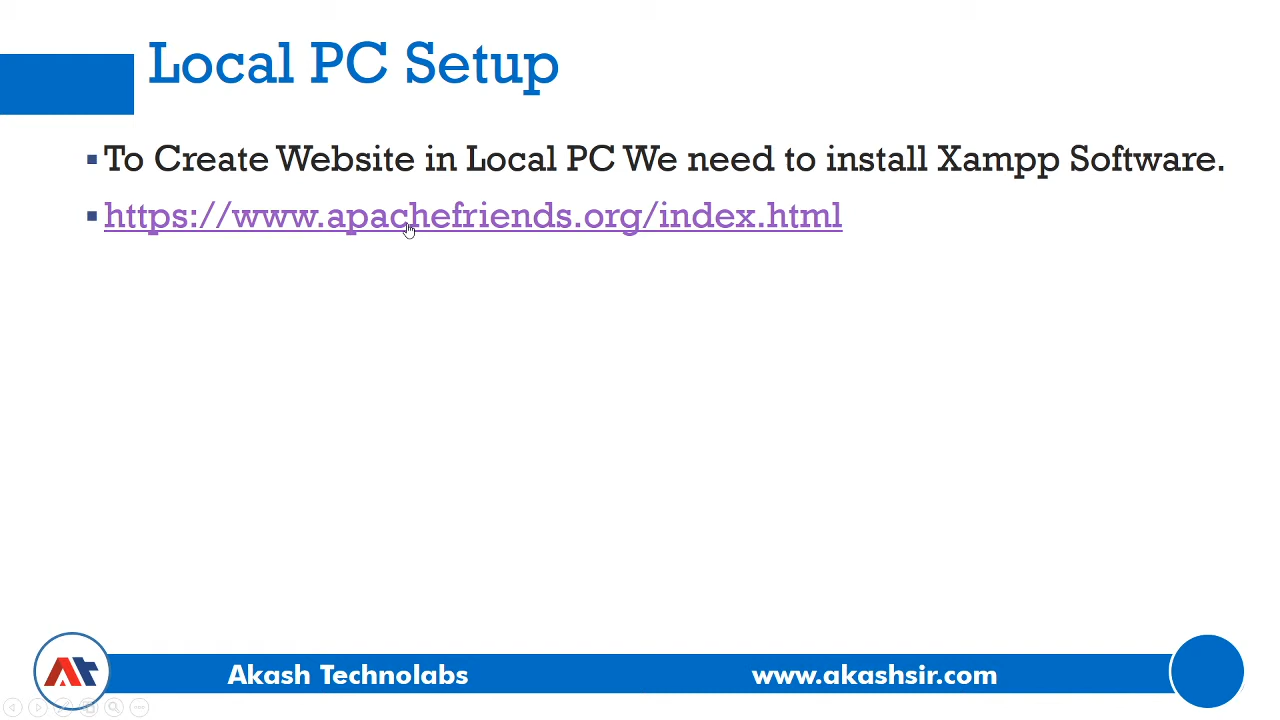 Local PC Setup
To Create Website in Local PC We need to install Xampp Software.
https://www.apachefriends.org/index.html
At
Akash Technolabs
www.akashsir.com